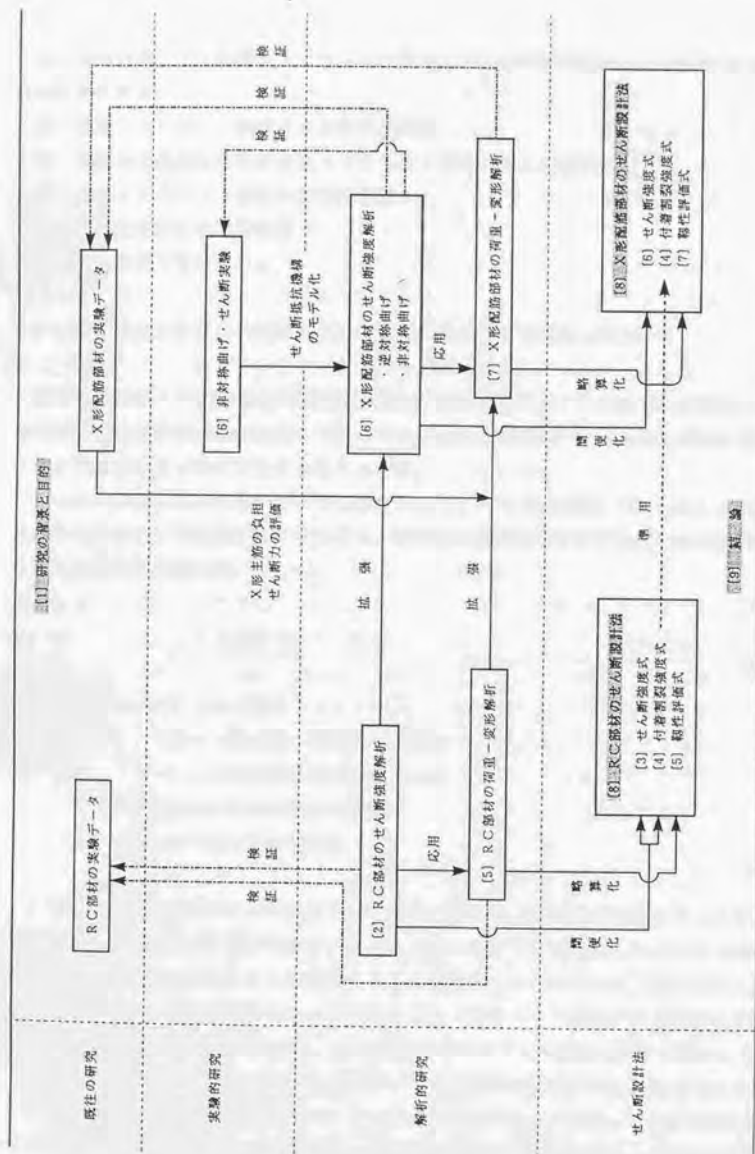 [1] 研究の背景と目的
既往の研究
RC部材の実験データ
X形配筋部材の実験データ
検証
検証
検証
検証
検証
実験的研究
[6] 非対称曲げ・せん断実験
X形主筋の負担
せん断力の評価
せん断抵抗機構
のモデル化
解析的研究
[2] RC部材のせん断強度解析
拡張
[6] X形配筋部材のせん断強度解析
・逆対称曲げ
・非対称曲げ
応用
応用
[5] RC部材の荷重-変形解析
拡張
[7] X形配筋部材の荷重-変形解析
簡便化
略算化
簡便化
略算化
せん断設計法
[8] RC部材のせん断設計法
[3] せん断強度式
[4] 付着割裂強度式
[5] 靱性評価式
準用
[8] X形配筋部材のせん断設計法
[6] せん断強度式
[4] 付着割裂強度式
[7] 靱性評価式
[9] 結論